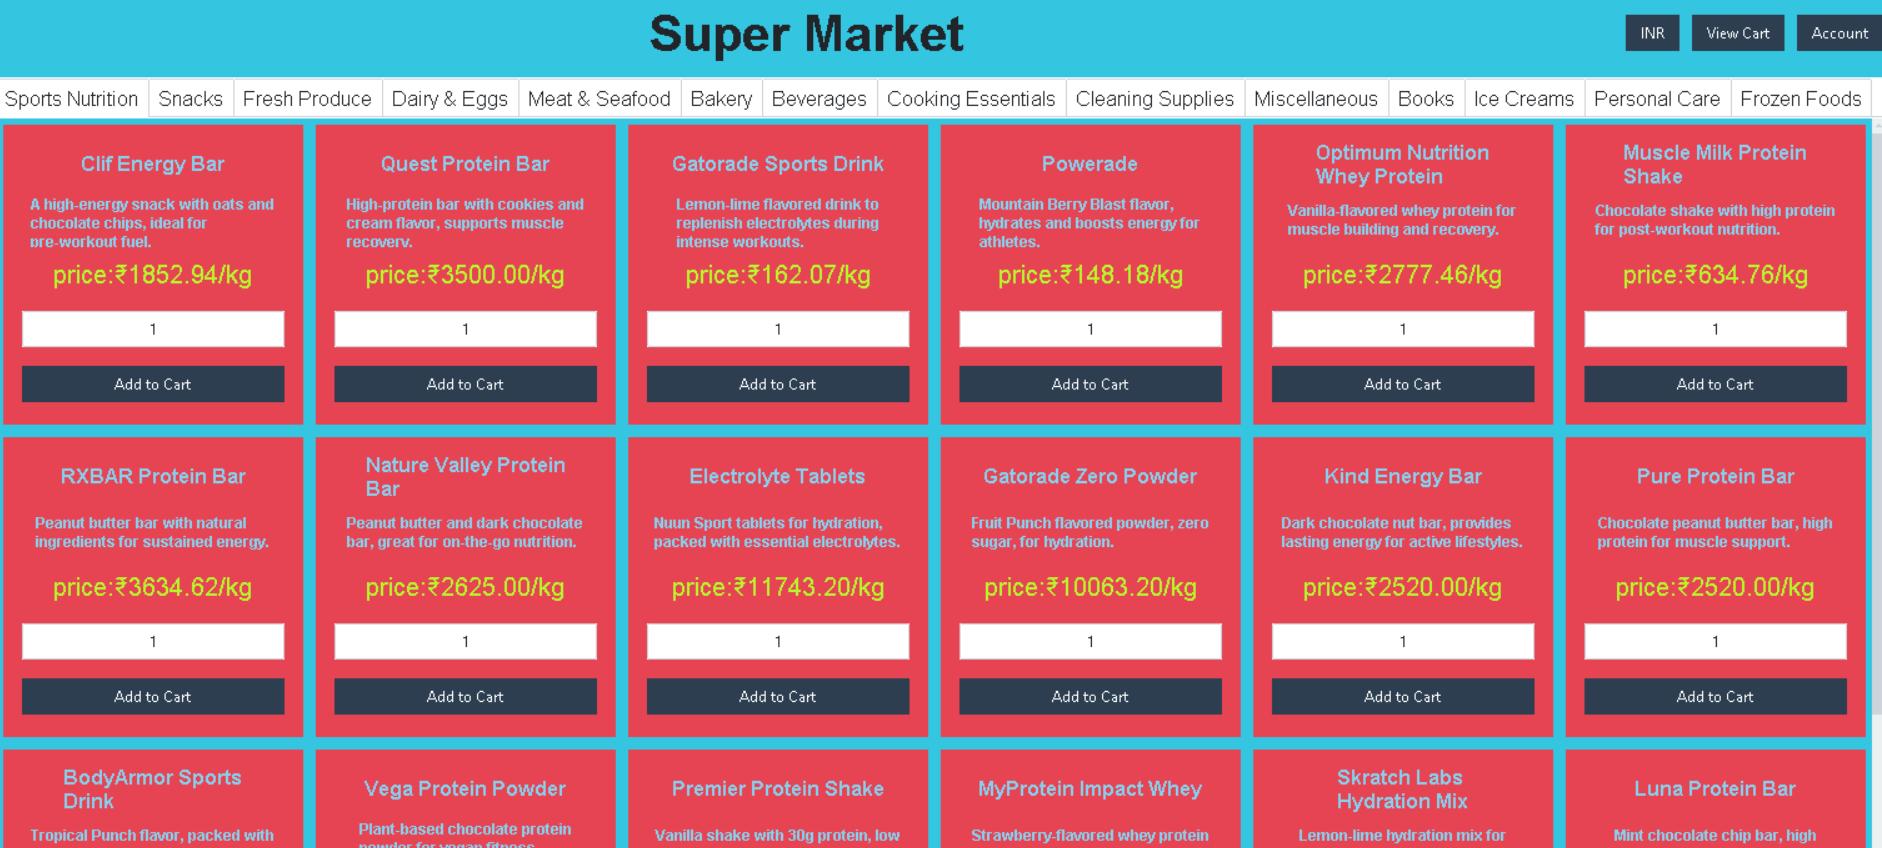 Super Market
INR
View Cart
Account
Sports Nutrition
Snacks
Fresh Produce
Dairy & Eggs
Meat & Seafood
Bakery
Beverages
Cooking Essentials
Cleaning Supplies
Miscellaneous
Books
Ice Creams
Personal Care
Frozen Foods
Clif Energy Bar
A high-energy snack with oats and
chocolate chips, ideal for
pre-workout fuel.
price:₹1852.94/kg
1
Add to Cart
Quest Protein Bar
High-protein bar with cookies and
cream flavor, supports muscle
recovery.
price:₹3500.00/kg
1
Add to Cart
Gatorade Sports Drink
Lemon-lime flavored drink to
replenish electrolytes during
intense workouts.
price:₹162.07/kg
1
Add to Cart
Powerade
Mountain Berry Blast flavor,
hydrates and boosts energy for
athletes.
price:₹148.18/kg
1
Add to Cart
Optimum Nutrition
Whey Protein
Vanilla-flavored whey protein for
muscle building and recovery.
price:₹2777.46/kg
1
Add to Cart
Muscle Milk Protein
Shake
Chocolate shake with high protein
for post-workout nutrition.
price:₹634.76/kg
1
Add to Cart
RXBAR Protein Bar
Peanut butter bar with natural
ingredients for sustained energy.
price:₹3634.62/kg
1
Add to Cart
Nature Valley Protein
Bar
Peanut butter and dark chocolate
bar, great for on-the-go nutrition.
price:₹2625.00/kg
1
Add to Cart
Electrolyte Tablets
Nuun Sport tablets for hydration,
packed with essential electrolytes.
price:₹11743.20/kg
1
Add to Cart
Gatorade Zero Powder
Fruit Punch flavored powder, zero
sugar, for hydration.
price:₹10063.20/kg
1
Add to Cart
Kind Energy Bar
Dark chocolate nut bar, provides
lasting energy for active lifestyles.
price:₹2520.00/kg
1
Add to Cart
Pure Protein Bar
Chocolate peanut butter bar, high
protein for muscle support.
price:₹2520.00/kg
1
Add to Cart
BodyArmor Sports
Drink
Tropical Punch flavor, packed with
Vega Protein Powder
Plant-based chocolate protein
powder for vegan fitness
Premier Protein Shake
Vanilla shake with 30g protein, low
MyProtein Impact Whey
Strawberry-flavored whey protein
Skratch Labs
Hydration Mix
Lemon-lime hydration mix for
Luna Protein Bar
Mint chocolate chip bar, high